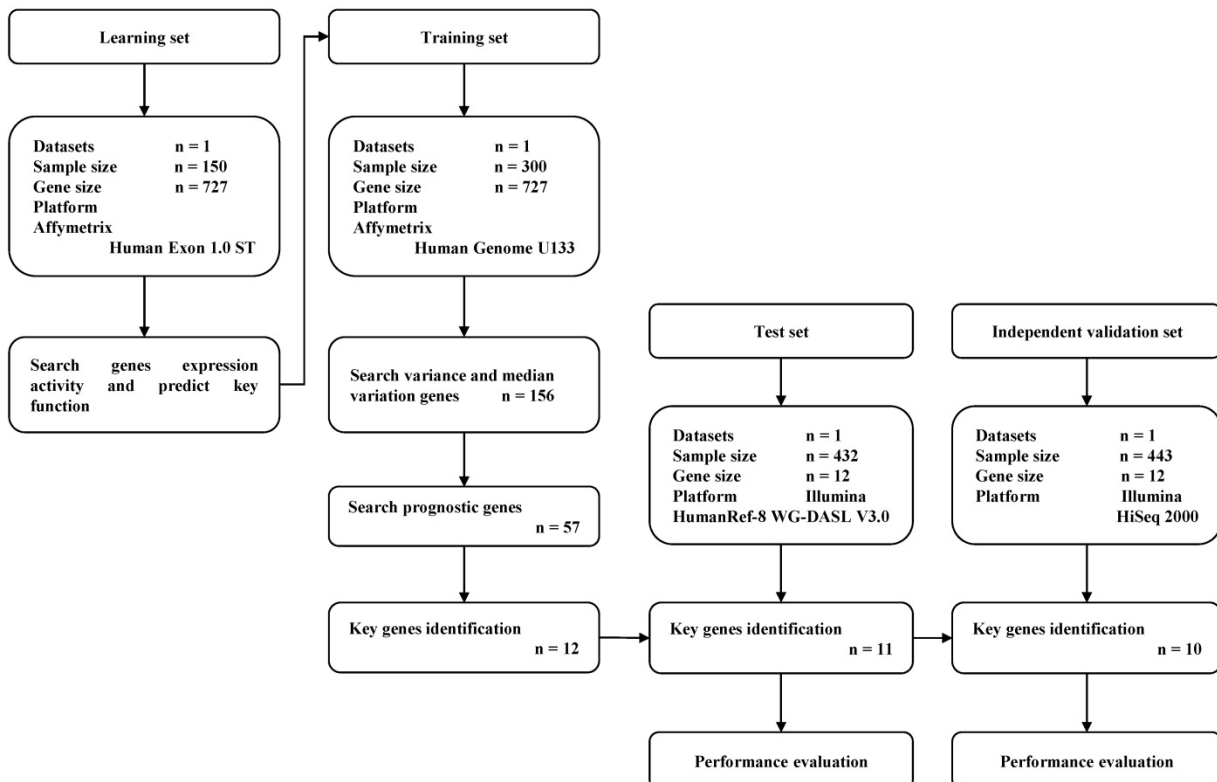 Learning set
Datasets n = 1
Sample size n = 150
Gene size n = 727
Platform
Affymetrix
Human Exon 1.0 ST
Search genes expression
activity and predict key
function
Training set
Datasets n = 1
Sample size n = 300
Gene size n = 727
Platform
Affymetrix
Human Genome U133
Search variance and median
variation genes n = 156
Search prognostic genes
n = 57
Key genes identification
n = 12
Test set
Datasets n = 1
Sample size n = 432
Gene size n = 12
Platform Illumina
HumanRef-8 WG-DASL V3.0
Key genes identification
n = 11
Performance evaluation
Independent validation set
Datasets n = 1
Sample size n = 443
Gene size n = 12
Platform Illumina
HiSeq 2000
Key genes identification
n = 10
Performance evaluation